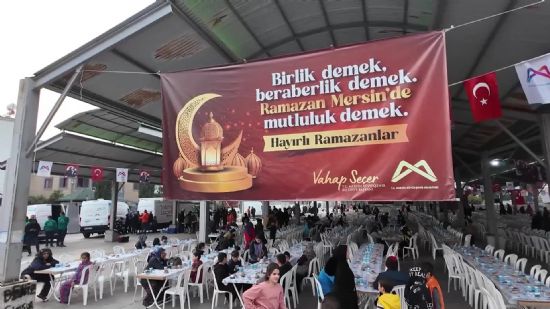 Birlik demek,
beraberlik demek.
Ramazan Mersin'de
mutluluk demek.
Hayırlı Ramazanlar
Vahap Seçer